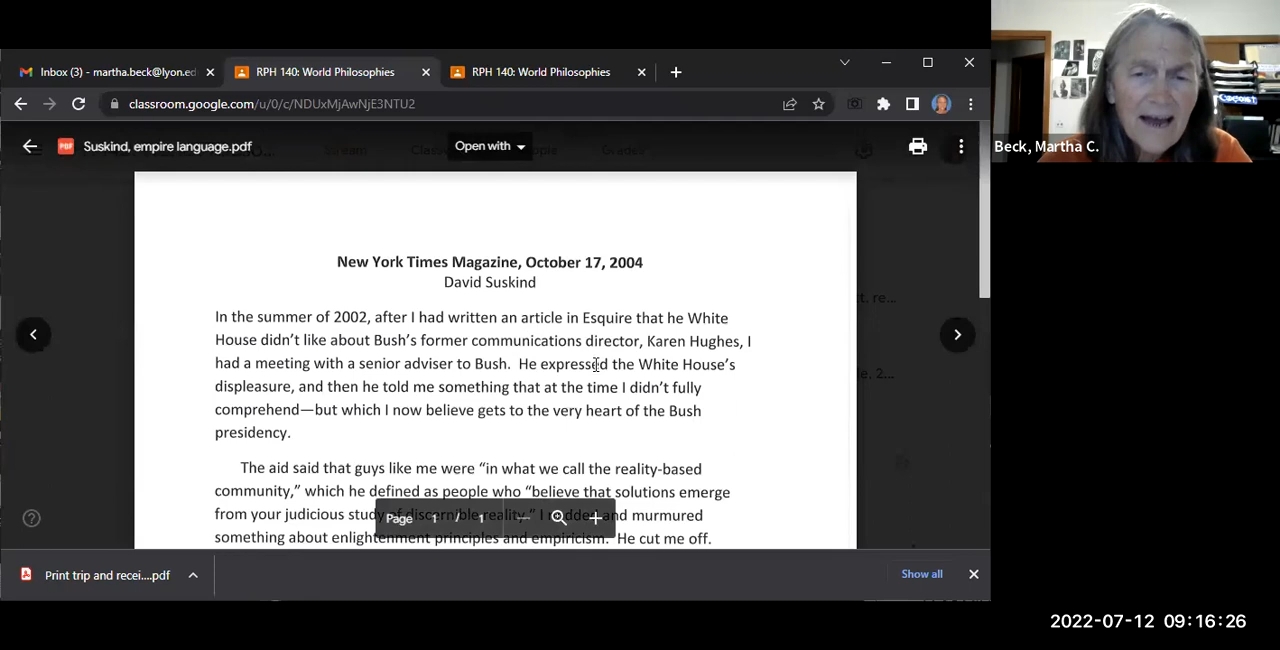 Inbox (3) - martha.beck@lyon.ed
RPH 140: World Philosophies
RPH 140: World Philosophies
classroom.google.com/u/0/c/NDUxMjAwNjE3NTU2
PDF Suskind, empire language.pdf
Open with
Grades
Beck, Martha C.
New York Times Magazine, October 17, 2004
David Suskind
In the summer of 2002, after I had written an article in Esquire that he White
House didn't like about Bush's former communications director, Karen Hughes, I
had a meeting with a senior adviser to Bush.  He expressed the White House's
displeasure, and then he told me something that at the time I didn't fully
comprehend—but which I now believe gets to the very heart of the Bush
presidency.
The aid said that guys like me were "in what we call the reality-based
community," which he defined as people who "believe that solutions emerge
from your judicious study of discernible reality." I nodded and murmured
something about enlightenment principles and empiricism.  He cut me off.
Page 1 / 1
Print trip and recei....pdf
Show all
2022-07-12 09:16:26